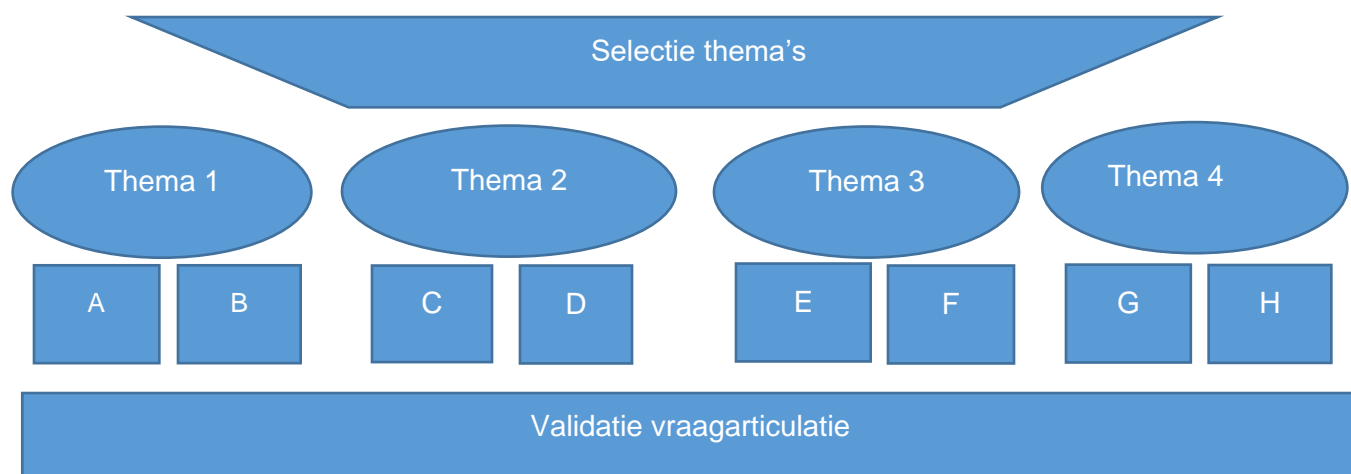 Selectie thema’s
Thema 1
Thema 2
Thema 3
Thema 4
A
B
C
D
E
F
G
H
Validatie vraagarticulatie